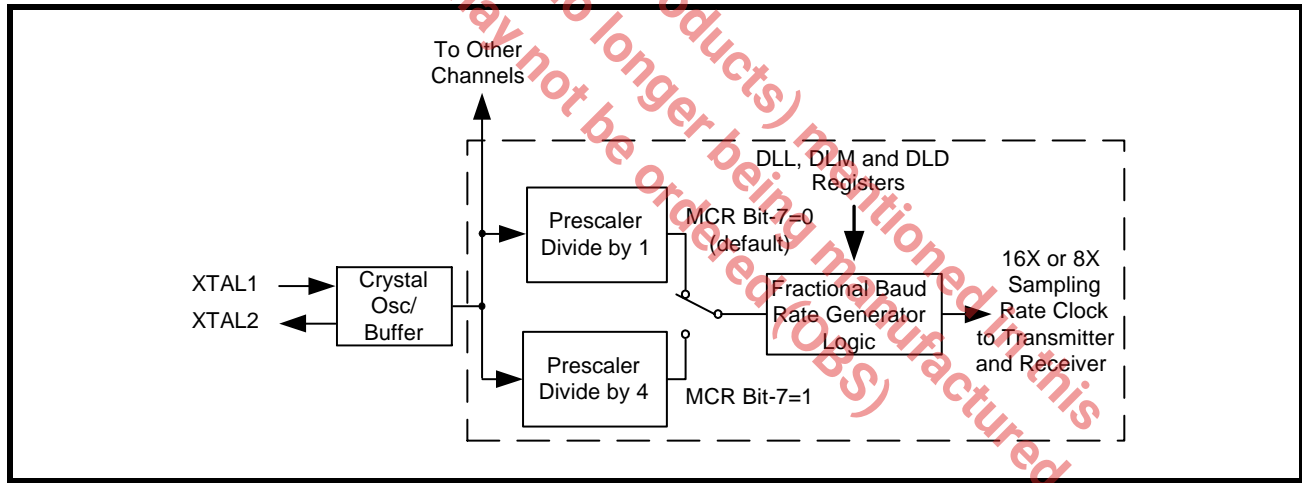 To Other
Channels
DLL, DLM and DLD
Registers
Prescaler
Divide by 1
MCR Bit-7=0
(default)
XTAL1
XTAL2
Crystal
Osc/
Buffer
Fractional Baud
Rate Generator
Logic
16X or 8X
Sampling
Rate Clock
to Transmitter
and Receiver
Prescaler
Divide by 4
MCR Bit-7=1
oducts) mentioned in this
no longer being manufactured
may not be ordered (OBS)